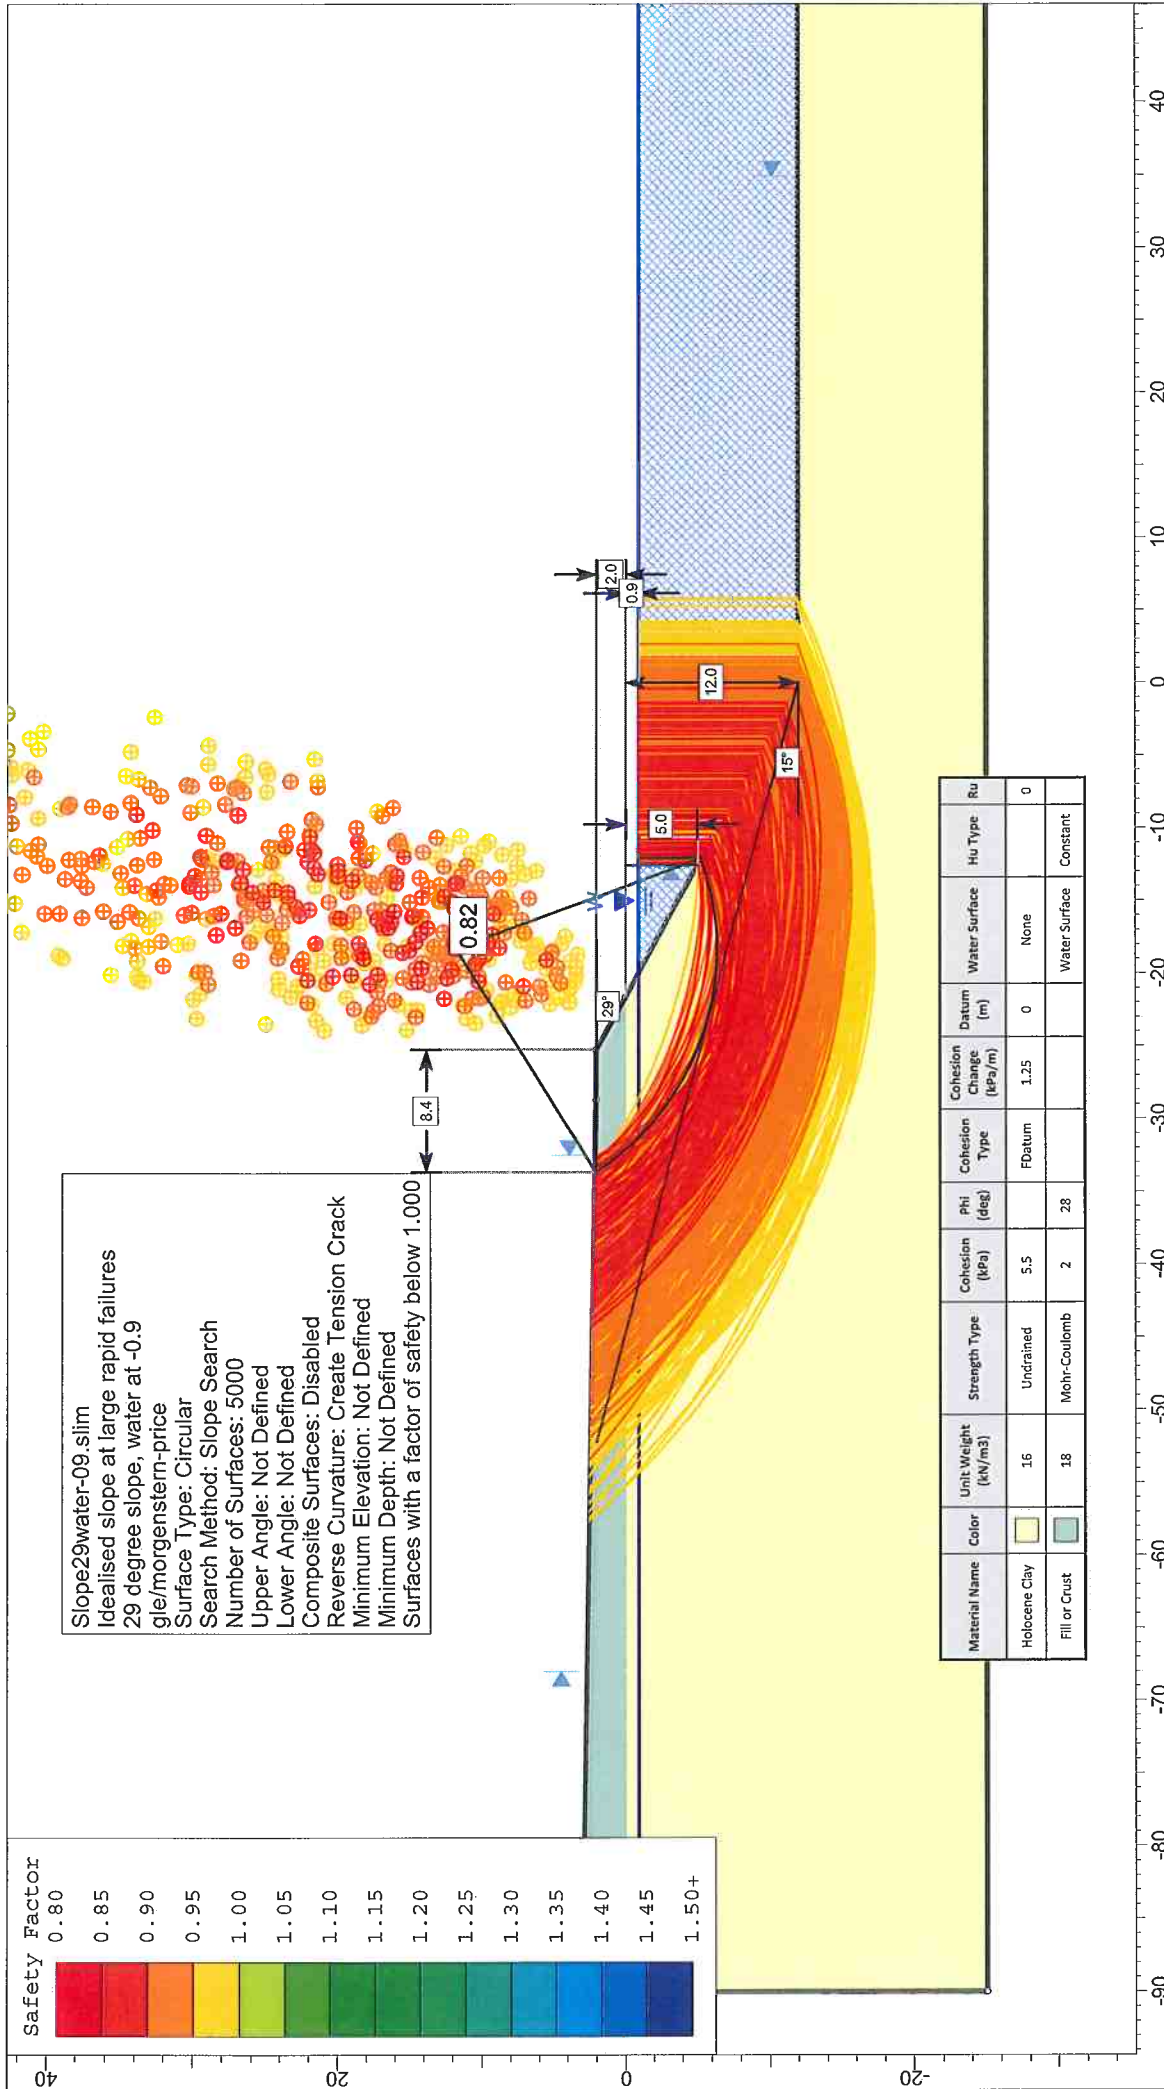 Safety Factor
0.80
0.85
0.90
0.95
1.00
1.05
1.10
1.15
1.20
1.25
1.30
1.35
1.40
1.45
1.50+
Slope29water-09.slim
Idealised slope at large rapid failures
29 degree slope, water at -0.9
gle/morgenstern-price
Surface Type: Circular
Search Method: Slope Search
Number of Surfaces: 5000
Upper Angle: Not Defined
Lower Angle: Not Defined
Composite Surfaces: Disabled
Reverse Curvature: Create Tension Crack
Minimum Elevation: Not Defined
Minimum Depth: Not Defined
Surfaces with a factor of safety below 1.000
8.4
0.82
W
29°
5.0
12.0
15°
2.0
0.9
Material Name Color Unit Weight (kN/m3) Strength Type Cohesion (kPa) Phi (deg) Cohesion Type Cohesion Change (kPa/m) Datum (m) Water Surface Hu Type Ru
Holocene Clay 16 Undrained 5.5 FDatum 1.25 0 None 0
Fill or Crust 18 Mohr-Coulomb 2 28 Water Surface Constant
40
20
0
-20
-90 -80 -70 -60 -50 -40 -30 -20 -10 0 10 20 30 40